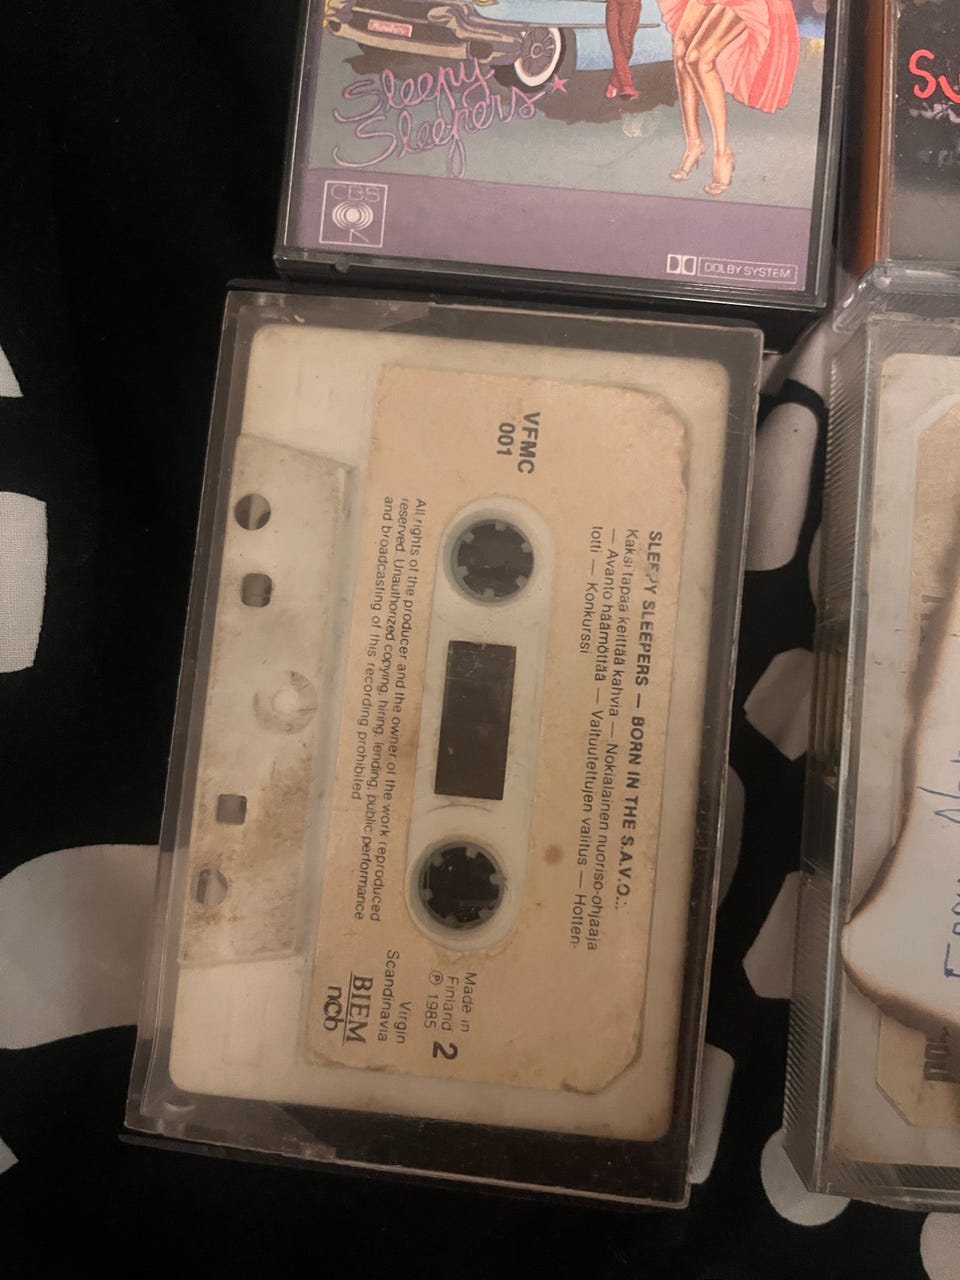 Sleepy
Sleepers
CBS
DOLBY SYSTEM
VFMC
001
SLEEPY SLEEPERS — BORN IN THE S.A.V.O...
Kaksi tapaa keittää kahvia — Nokialainen nuoriso-ohjaaja
— Avanto häämöttää — Valtuutettujen valitus — Hotten-
totti — Konkurssi
All rights of the producer and the owner of the work reproduced
reserved. Unauthorized copying, hiring, lending, public performance
and broadcasting of this recording prohibited
Made in
Finland
℗ 1985
2
Virgin
Scandinavia
BIEM
ncb